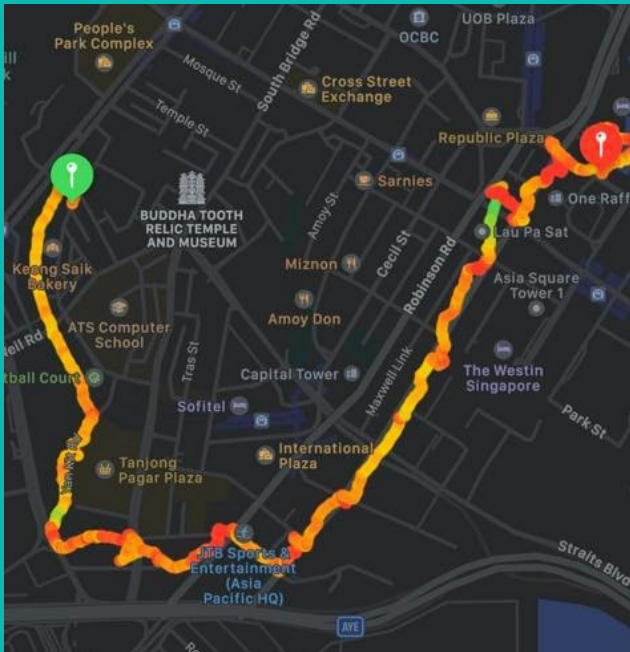 UOB Plaza
People's
Park Complex
OCBC
Mosque St
South Bridge Rd
Cross Street
Exchange
Temple St
Republic Plaza
Sarnies
One Raff
BUDDHA TOOTH
RELIC TEMPLE
AND MUSEUM
Amoy St
Lau Pa Sat
Cecil St
Robinson Rd
Keong Saik
Bakery
Miznon
Asia Square
Tower 1
Amoy Don
ATS Computer
School
eil Rd
Tras St
Maxwell Link
The Westin
Singapore
Capital Tower
tball Court
Sofitel
Park St
International
Plaza
Tanjong
Pagar Plaza
JTB Sports &
Entertainment
(Asia
Pacific HQ)
Straits Blvd
AYE